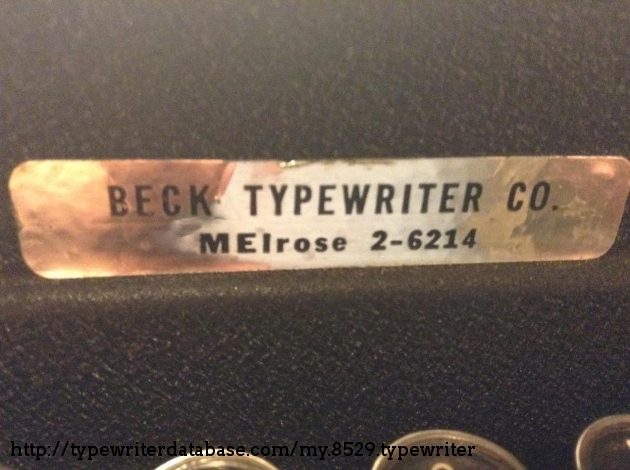 BECK TYPEWRITER CO.
MElrose 2-6214
http://typewriterdatabase.com/my.8529.typewriter